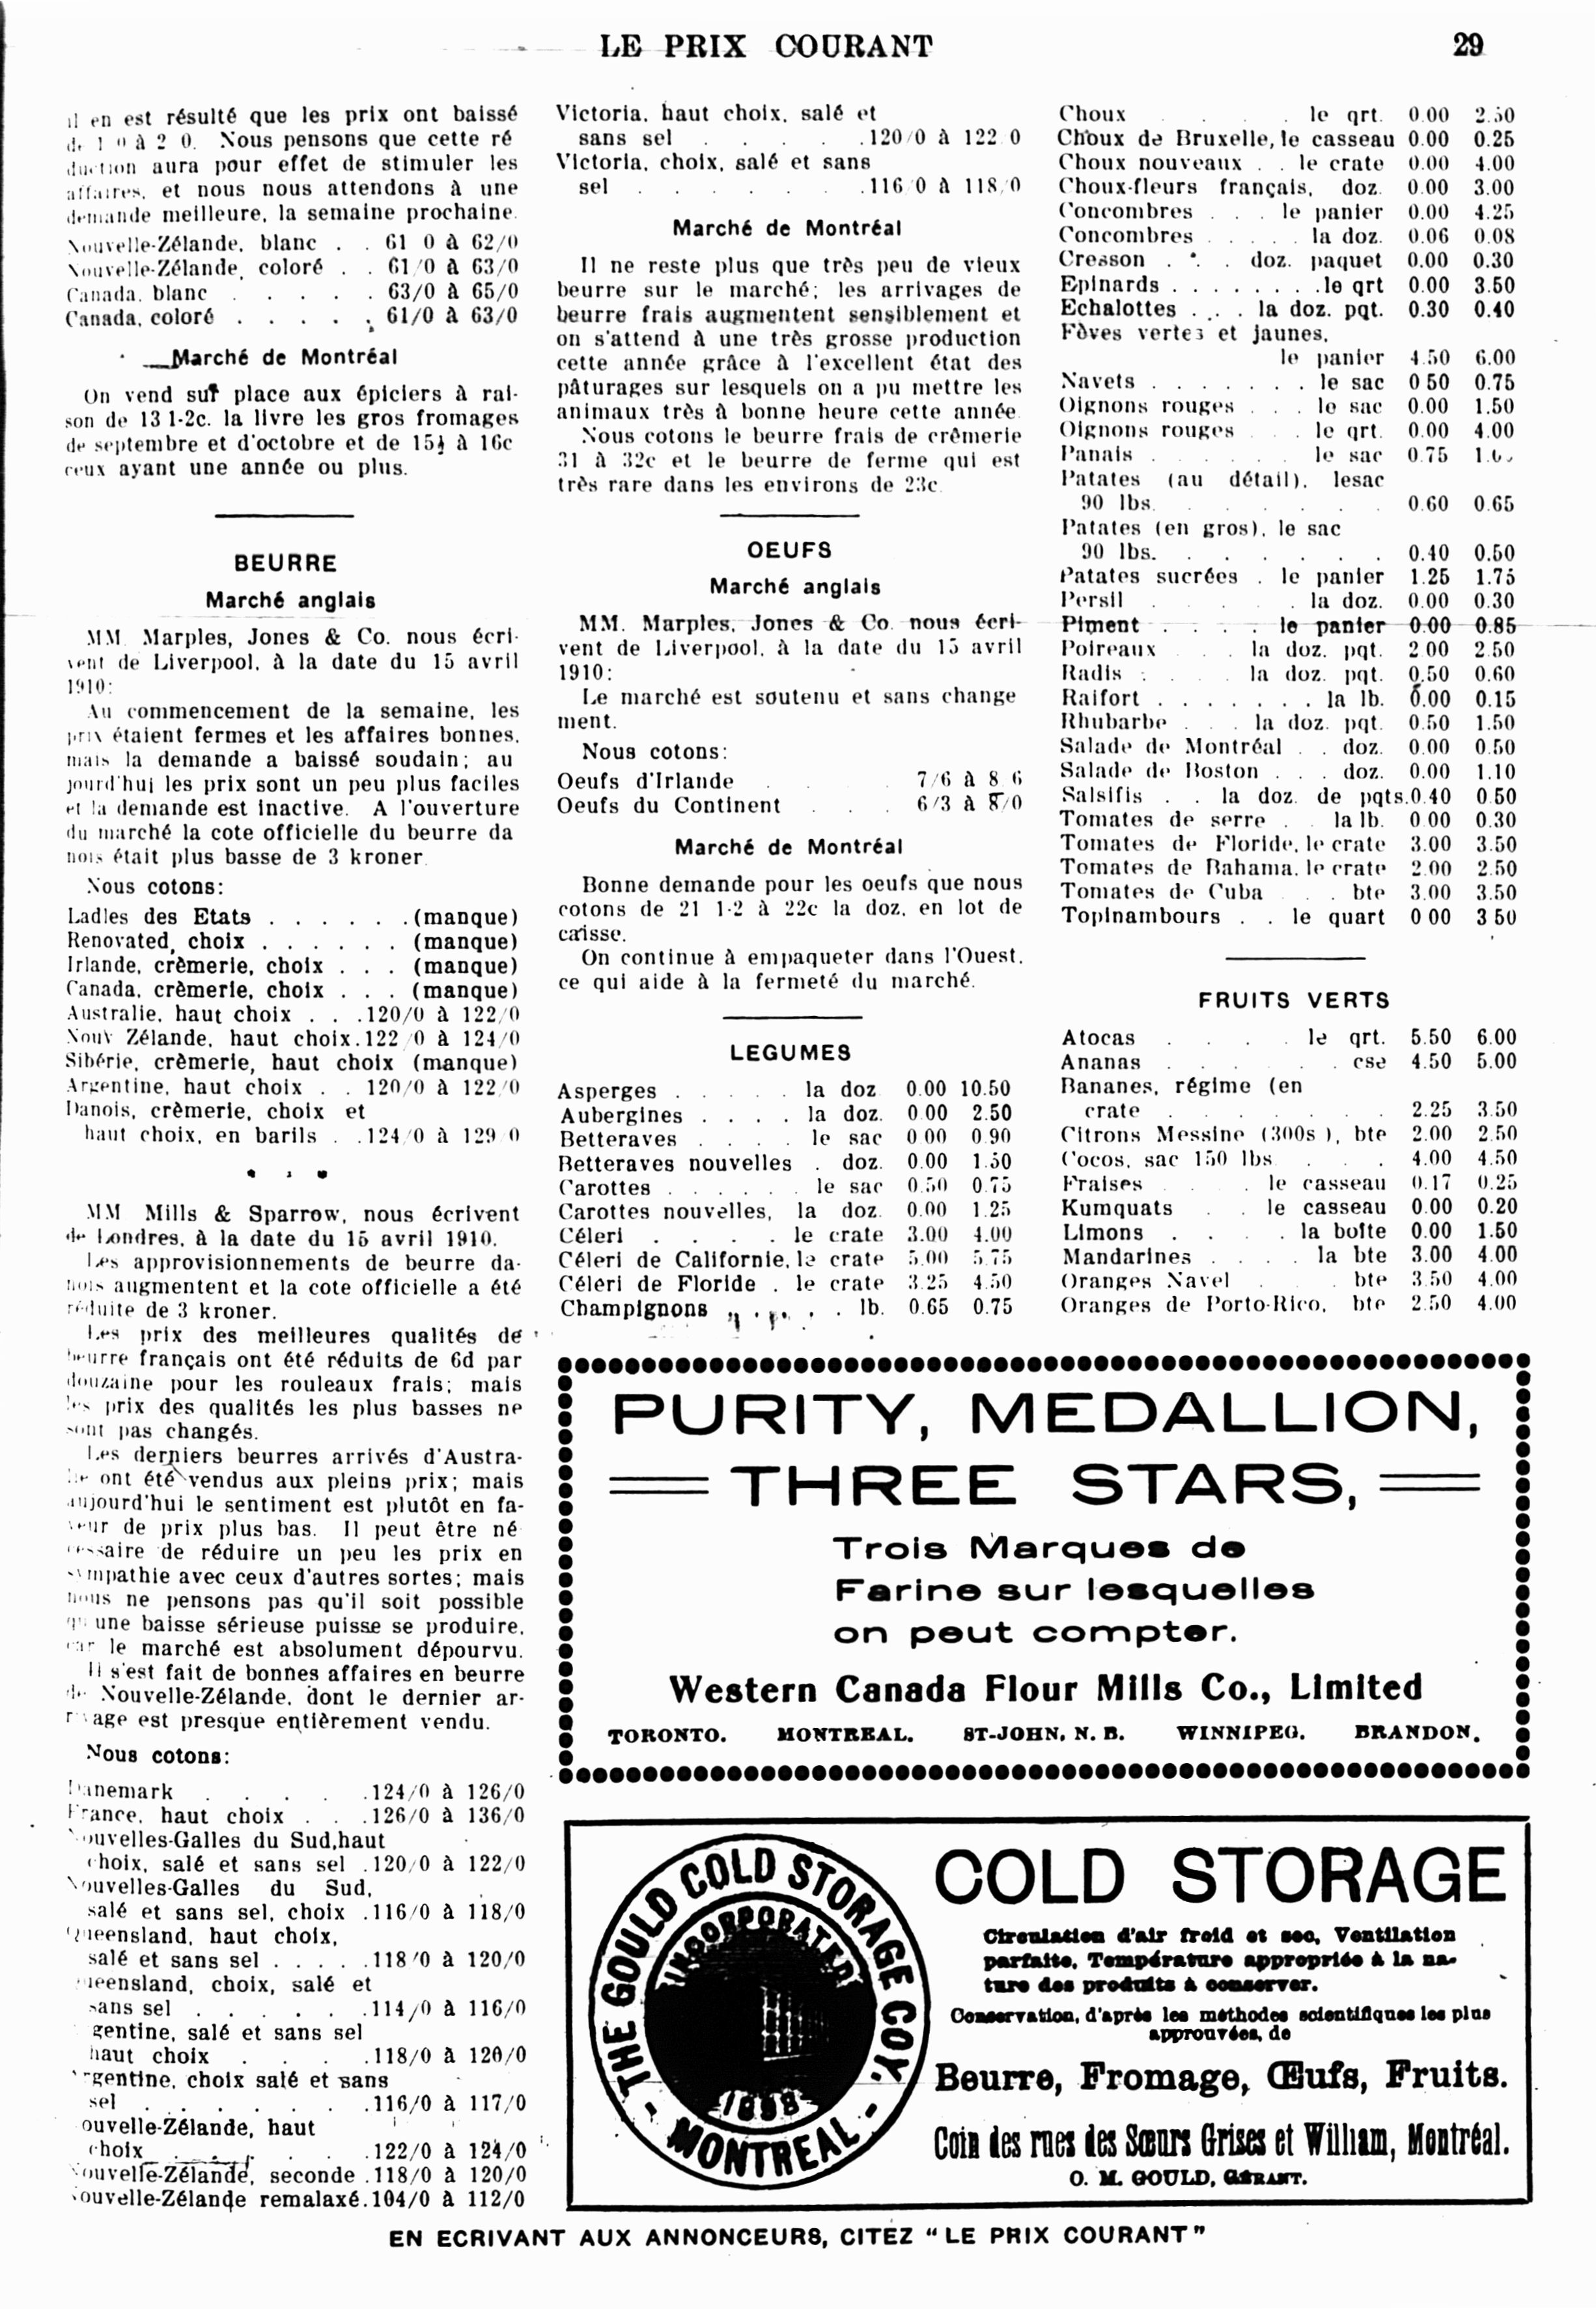 LE PRIX COURANT
29
il en est résulté que les prix ont baissé
de 1 0 à 2 0. Nous pensons que cette ré
duction aura pour effet de stimuler les
affaires, et nous nous attendons à une
demande meilleure, la semaine prochaine.
Nouvelle-Zélande, blanc . . 61 0 à 62/0
Nouvelle-Zélande, coloré . . 61/0 à 63/0
Canada, blanc . . . . . 63/0 à 65/0
Canada, coloré . . . . . 61/0 à 63/0
Marché de Montréal
On vend sur place aux épiciers à rai-
son de 13 1-2c. la livre les gros fromages
de septembre et d'octobre et de 15½ à 16c
ceux ayant une année ou plus.
BEURRE
Marché anglais
MM. Marples, Jones & Co. nous écri-
vent de Liverpool, à la date du 15 avril
1910:
Au commencement de la semaine, les
prix étaient fermes et les affaires bonnes,
mais la demande a baissé soudain; au
jourd'hui les prix sont un peu plus faciles
et la demande est inactive. A l'ouverture
du marché la cote officielle du beurre da
nois était plus basse de 3 kroner.
Nous cotons:
Ladies des Etats . . . . . . (manque)
Renovated, choix . . . . . . (manque)
Irlande, crèmerie, choix . . . (manque)
Canada, crèmerie, choix . . . (manque)
Australie, haut choix . . .120/0 à 122/0
Nouv Zélande, haut choix.122/0 à 124/0
Sibérie, crèmerie, haut choix (manque)
Argentine, haut choix . . 120/0 à 122/0
Danois, crèmerie, choix et
haut choix, en barils . .124/0 à 129 0
MM Mills & Sparrow, nous écrivent
de Londres, à la date du 15 avril 1910.
Les approvisionnements de beurre da-
nois augmentent et la cote officielle a été
réduite de 3 kroner.
Les prix des meilleures qualités de
beurre français ont été réduits de 6d par
douzaine pour les rouleaux frais; mais
les prix des qualités les plus basses ne
sont pas changés.
Les derniers beurres arrivés d'Austra-
lie ont été vendus aux pleins prix; mais
aujourd'hui le sentiment est plutôt en fa-
veur de prix plus bas. Il peut être né
cessaire de réduire un peu les prix en
sympathie avec ceux d'autres sortes; mais
nous ne pensons pas qu'il soit possible
qu'une baisse sérieuse puisse se produire,
car le marché est absolument dépourvu.
Il s'est fait de bonnes affaires en beurre
de Nouvelle-Zélande, dont le dernier ar-
rivage est presque entièrement vendu.
Nous cotons:
Danemark . . . . .124/0 à 126/0
France, haut choix . . .126/0 à 136/0
Nouvelles-Galles du Sud,haut
choix, salé et sans sel .120/0 à 122/0
Nouvelles-Galles du Sud,
salé et sans sel, choix .116/0 à 118/0
Queensland, haut choix,
salé et sans sel . . . . .118/0 à 120/0
Queensland, choix, salé et
sans sel . . . . . .114/0 à 116/0
gentine, salé et sans sel
haut choix . . . .118/0 à 120/0
Argentine, choix salé et sans
sel . . . . . . .116/0 à 117/0
ouvelle-Zélande, haut
choix . . . . . .122/0 à 124/0
Nouvelle-Zélande, seconde .118/0 à 120/0
Nouvelle-Zélande remalaxé.104/0 à 112/0
Victoria, haut choix, salé et
sans sel . . . . .120/0 à 122 0
Victoria, choix, salé et sans
sel . . . . . . .116/0 à 118/0
Marché de Montréal
Il ne reste plus que très peu de vieux
beurre sur le marché; les arrivages de
beurre frais augmentent sensiblement et
on s'attend à une très grosse production
cette année grâce à l'excellent état des
pâturages sur lesquels on a pu mettre les
animaux très à bonne heure cette année.
Nous cotons le beurre frais de crêmerie
31 à 32c et le beurre de ferme qui est
très rare dans les environs de 23c.
OEUFS
Marché anglais
MM. Marples, Jones & Co. nous écri-
vent de Liverpool, à la date du 15 avril
1910:
Le marché est soutenu et sans change
ment.
Nous cotons:
Oeufs d'Irlande . . 7/6 à 8 6
Oeufs du Continent . . . 6/3 à 8/0
Marché de Montréal
Bonne demande pour les oeufs que nous
cotons de 21 1-2 à 22c la doz. en lot de
caisse.
On continue à empaqueter dans l'Ouest,
ce qui aide à la fermeté du marché.
LEGUMES
Asperges . . . . . la doz 0.00 10.50
Aubergines . . . . la doz. 0.00 2.50
Betteraves . . . . le sac 0.00 0.90
Betteraves nouvelles . doz. 0.00 1.50
Carottes . . . . . . le sac 0.50 0.75
Carottes nouvelles, la doz. 0.00 1.25
Céleri . . . . le crate 3.00 4.00
Céleri de Californie, le crate 5.00 5.75
Céleri de Floride . le crate 3.25 4.50
Champignons . . . . . lb. 0.65 0.75
Choux . . . . le qrt. 0.00 2.50
Choux de Bruxelle, le casseau 0.00 0.25
Choux nouveaux . . le crate 0.00 4.00
Choux-fleurs français, doz. 0.00 3.00
Concombres . . . le panier 0.00 4.25
Concombres . . . . . la doz. 0.06 0.08
Cresson . . . doz. paquet 0.00 0.30
Epinards . . . . . . . .le qrt 0.00 3.50
Echalottes . . . la doz. pqt. 0.30 0.40
Fèves vertes et jaunes,
le panier 4.50 6.00
Navets . . . . . . . le sac 0 50 0.75
Oignons rouges . . . le sac 0.00 1.50
Oignons rouges . . le qrt. 0.00 4.00
Panais . . . . . . le sac 0.75
Patates (au détail), lesac
90 lbs. . . . . . . 0.60 0.65
Patates (en gros), le sac
90 lbs. . . . . . . 0.40 0.50
Patates sucrées . le panier 1.25 1.75
Persil . . . . . la doz. 0.00 0.30
Piment . . . . le panier 0.00 0.85
Poireaux . . la doz. pqt. 2.00 2.50
Radis . . . . la doz. pqt. 0.50 0.60
Raifort . . . . . . . la lb. 0.00 0.15
Rhubarbe . . . la doz. pqt. 0.50 1.50
Salade de Montréal . . doz. 0.00 0.50
Salade de Boston . . . doz. 0.00 1.10
Salsifis . . la doz. de pqts.0.40 0.50
Tomates de serre . . la lb. 0.00 0.30
Tomates de Floride, le crate 3.00 3.50
Tomates de Bahama, le crate 2.00 2.50
Tomates de Cuba . . bte 3.00 3.50
Topinambours . . le quart 0 00 3 50
FRUITS VERTS
Atocas . . . . le qrt. 5.50 6.00
Ananas . . . . . . cse 4.50 5.00
Bananes, régime (en
crate . . . . . . . 2.25 3.50
Citrons Messine (300s ), bte 2.00 2.50
Cocos, sac 150 lbs. . . . 4.00 4.50
Fraises . . le casseau 0.17 0.25
Kumquats . . le casseau 0.00 0.20
Limons . . . . la boîte 0.00 1.50
Mandarines . . . . la bte 3.00 4.00
Oranges Navel . . bte 3.50 4.00
Oranges de Porto-Rico, bte 2.50 4.00
PURITY, MEDALLION,
THREE STARS,
Trois Marques de
Farine sur lesquelles
on peut compter.
Western Canada Flour Mills Co., Limited
TORONTO. MONTREAL. ST-JOHN, N. B. WINNIPEG. BRANDON.
THE GOULD COLD STORAGE COY.
INCORPORATED
1898
- MONTREAL -
COLD STORAGE
Circulation d'air froid et sec, Ventilation
parfaite, Température appropriée à la na-
ture des produits à conserver.
Conservation, d'après les méthodes scientifiques les plus
approuvées, de
Beurre, Fromage, Œufs, Fruits.
Coin des rues des Sœurs Grises et William, Montréal.
O. M. GOULD, GÉRANT.
EN ECRIVANT AUX ANNONCEURS, CITEZ "LE PRIX COURANT"